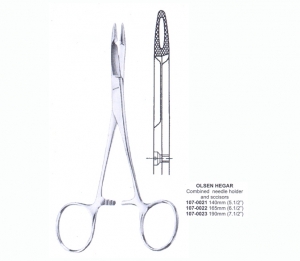 OLSEN HEGAR
Combined needle holder
and sccisors
107-0021 140mm (5.1/2")
107-0022 165mm (6.1/2")
107-0023 190mm (7.1/2")